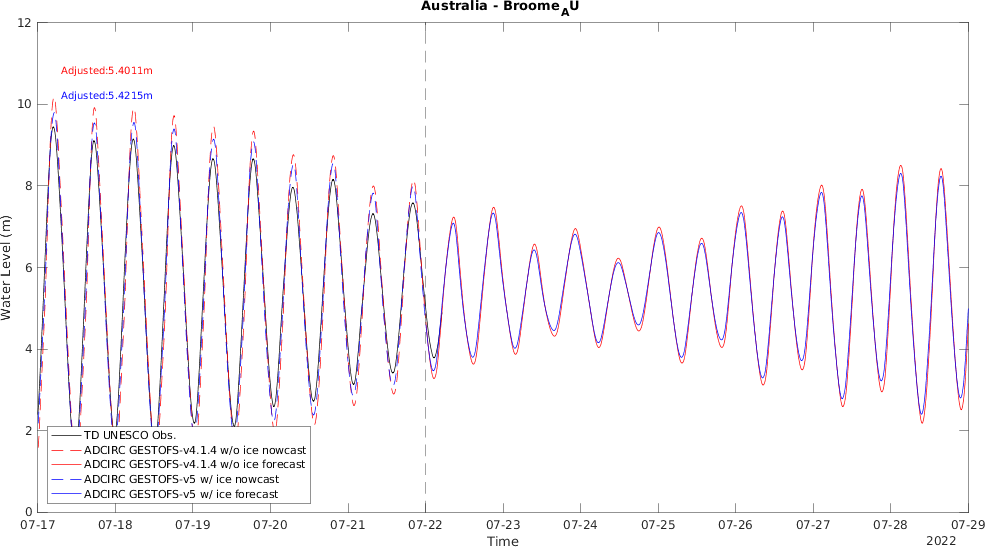 Australia - Broome_AU
12
10
8
6
4
2
0
Water Level (m)
Adjusted:5.4011m
Adjusted:5.4215m
TD UNESCO Obs.
ADCIRC GESTOFS-v4.1.4 w/o ice nowcast
ADCIRC GESTOFS-v4.1.4 w/o ice forecast
ADCIRC GESTOFS-v5 w/ ice nowcast
ADCIRC GESTOFS-v5 w/ ice forecast
07-17 07-18 07-19 07-20 07-21 07-22 07-23 07-24 07-25 07-26 07-27 07-28 07-29
Time
2022